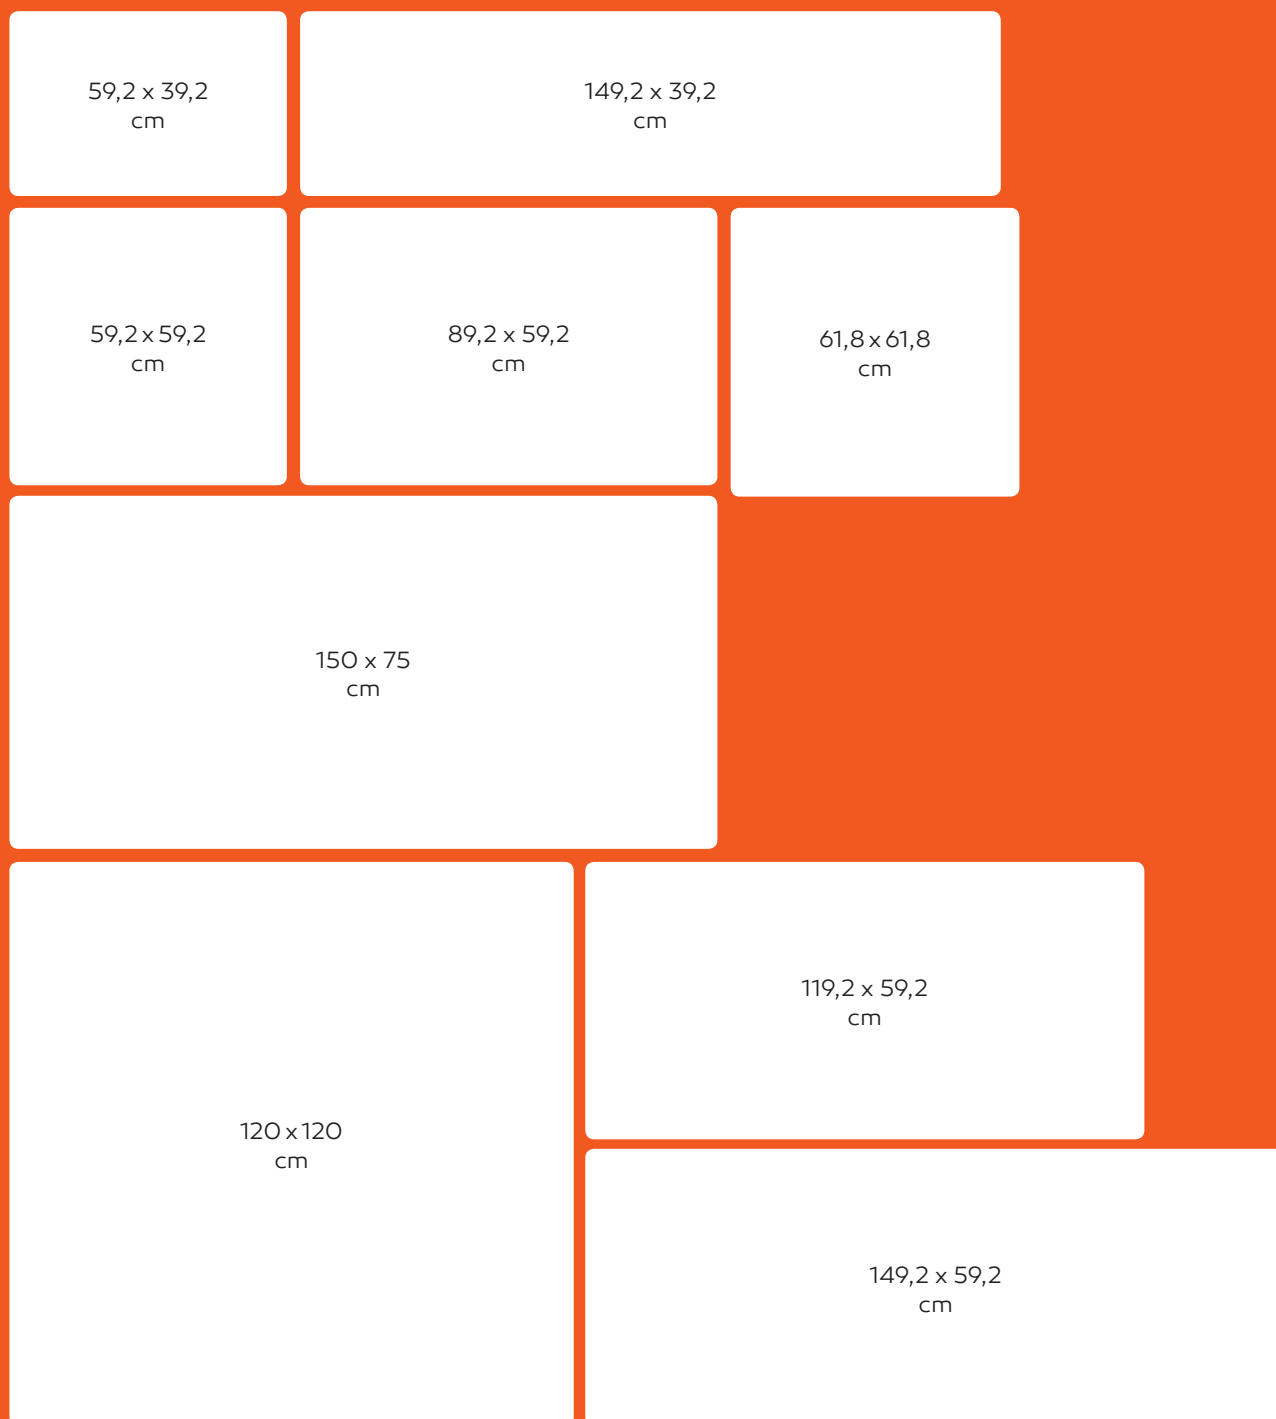 59,2 x 39,2
cm
149,2 x 39,2
cm
59,2 x 59,2
cm
89,2 x 59,2
cm
61,8 x 61,8
cm
150 x 75
cm
120 x 120
cm
119,2 x 59,2
cm
149,2 x 59,2
cm